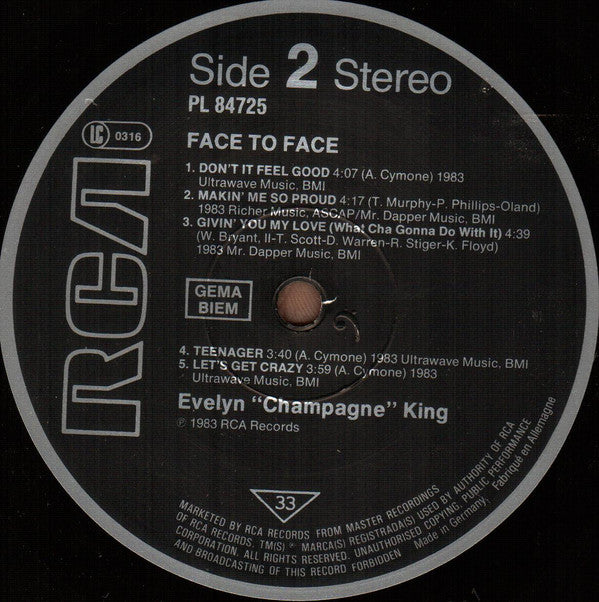 Side 2 Stereo
PL 84725
LC 0316
FACE TO FACE
RCA
1. DON'T IT FEEL GOOD 4:07 (A. Cymone) 1983
Ultrawave Music, BMI
2. MAKIN' ME SO PROUD 4:17 (T. Murphy-P. Phillips-Oland)
1983 Richer Music, ASCAP/Mr. Dapper Music, BMI
3. GIVIN' YOU MY LOVE (What Cha Gonna Do With It) 4:39
(W. Bryant, II-T. Scott-D. Warren-R. Stiger-K. Floyd)
1983 Mr. Dapper Music, BMI
GEMA
BIEM
4. TEENAGER 3:40 (A. Cymone) 1983 Ultrawave Music, BMI
5. LET'S GET CRAZY 3:59 (A. Cymone) 1983
Ultrawave Music, BMI
Evelyn "Champagne" King
℗ 1983 RCA Records
33
MARKETED BY RCA RECORDS FROM MASTER RECORDINGS
OF RCA RECORDS. TM(S) ® MARCA(S) REGISTRADA(S) USED BY AUTHORITY OF RCA
CORPORATION. ALL RIGHTS RESERVED. UNAUTHORISED COPYING, PUBLIC PERFORMANCE
AND BROADCASTING OF THIS RECORD FORBIDDEN
Made in Germany. Fabriqué en Allemagne